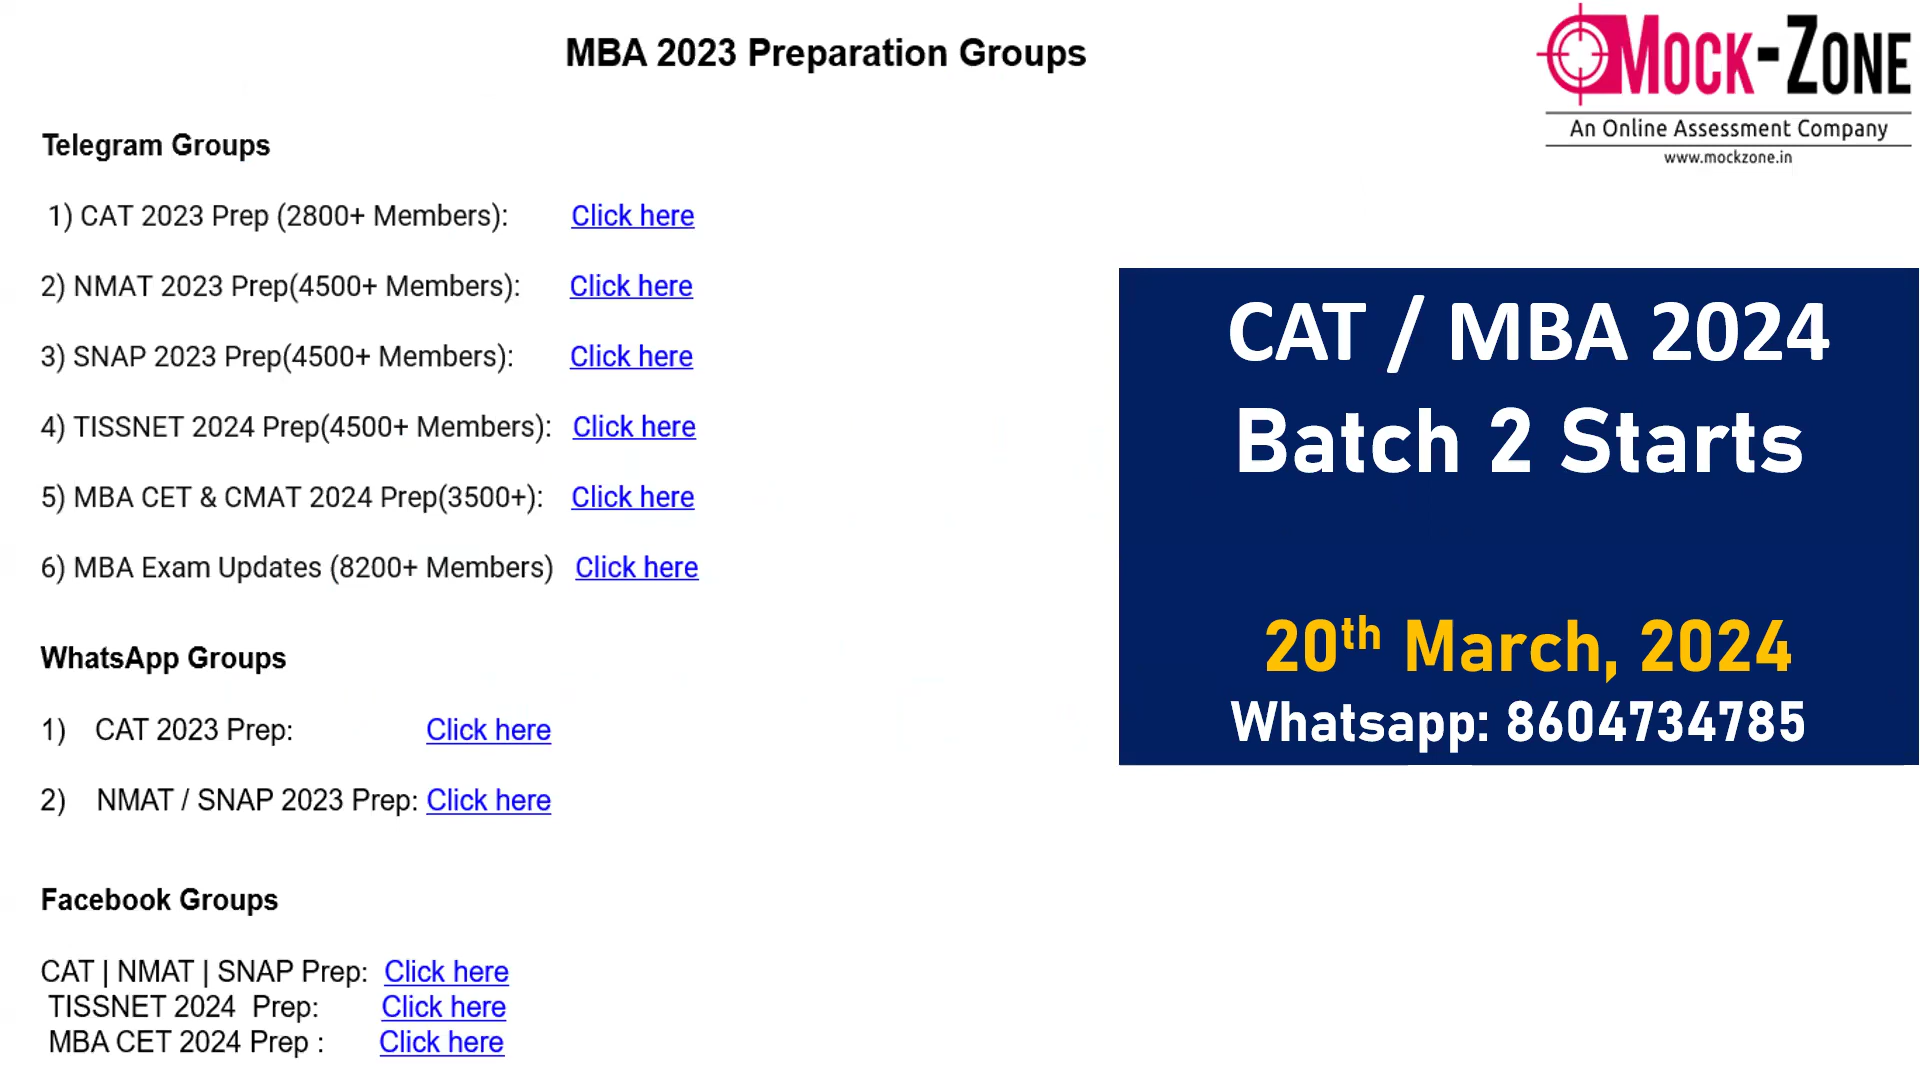 MBA 2023 Preparation Groups
MOCK-ZONE
An Online Assessment Company
www.mockzone.in
Telegram Groups
1) CAT 2023 Prep (2800+ Members): Click here
2) NMAT 2023 Prep(4500+ Members): Click here
3) SNAP 2023 Prep(4500+ Members): Click here
4) TISSNET 2024 Prep(4500+ Members): Click here
5) MBA CET & CMAT 2024 Prep(3500+): Click here
6) MBA Exam Updates (8200+ Members) Click here
WhatsApp Groups
1) CAT 2023 Prep: Click here
2) NMAT / SNAP 2023 Prep: Click here
Facebook Groups
CAT | NMAT | SNAP Prep: Click here
TISSNET 2024 Prep: Click here
MBA CET 2024 Prep : Click here
CAT / MBA 2024
Batch 2 Starts
20th March, 2024
Whatsapp: 8604734785